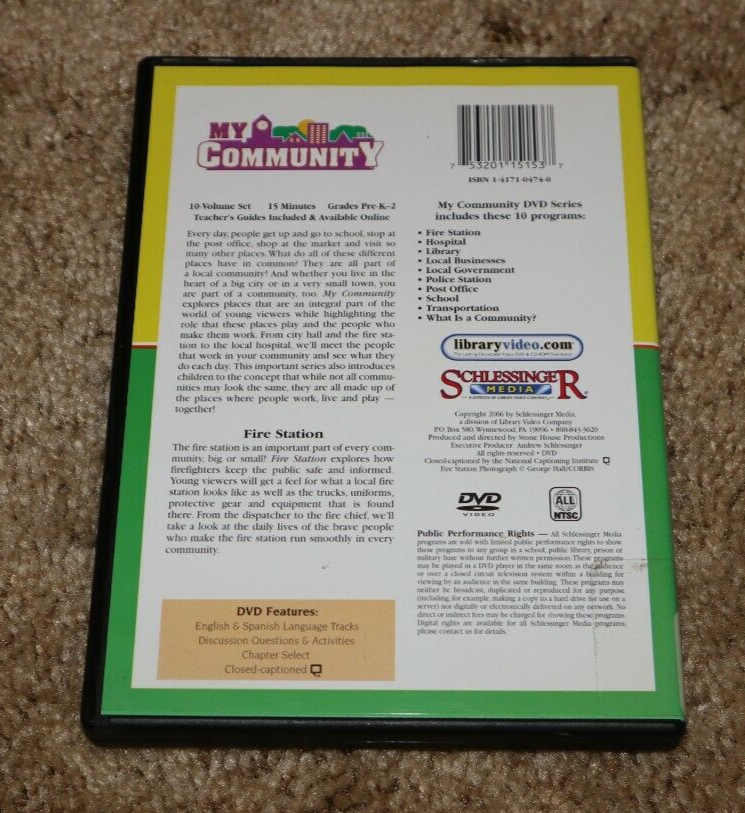 MY
COMMUNITY
10-Volume Set 15 Minutes Grades Pre-K–2
Teacher's Guides Included & Available Online
Every day, people get up and go to school, stop at
the post office, shop at the market and visit so
many other places. What do all of these different
places have in common? They are all part of
a local community! And whether you live in the
heart of a big city or in a very small town, you
are part of a community, too. My Community
explores places that are an integral part of the
world of young viewers while highlighting the
role that these places play and the people who
make them work. From city hall and the fire sta-
tion to the local hospital, we'll meet the people
that work in your community and see what they
do each day. This important series also introduces
children to the concept that while not all commu-
nities may look the same, they are all made up of
the places where people work, live and play —
together!
Fire Station
The fire station is an important part of every com-
munity, big or small! Fire Station explores how
firefighters keep the public safe and informed.
Young viewers will get a feel for what a local fire
station looks like as well as the trucks, uniforms,
protective gear and equipment that is found
there. From the dispatcher to the fire chief, we'll
take a look at the daily lives of the brave people
who make the fire station run smoothly in every
community.
DVD Features:
English & Spanish Language Tracks
Discussion Questions & Activities
Chapter Select
Closed-captioned
7 53201 15153 7
ISBN 1-4171-0474-0
My Community DVD Series
includes these 10 programs:
• Fire Station
• Hospital
• Library
• Local Businesses
• Local Government
• Police Station
• Post Office
• School
• Transportation
• What Is a Community?
libraryvideo.com
The Leading Educational Video, DVD & CD-ROM Distributor
SCHLESSINGER
MEDIA
A DIVISION OF LIBRARY VIDEO COMPANY
Copyright 2006 by Schlessinger Media,
a division of Library Video Company
P.O. Box 580, Wynnewood, PA 19096 • 800-843-3620
Produced and directed by Stone House Productions
Executive Producer: Andrew Schlessinger
All rights reserved • DVD
Closed-captioned by the National Captioning Institute
Fire Station Photograph © George Hall/CORBIS
DVD
VIDEO
ALL
NTSC
Public Performance Rights — All Schlessinger Media
programs are sold with limited public performance rights to show
these programs to any group in a school, public library, prison or
military base without further written permission. These programs
may be played in a DVD player in the same room as the audience
or over a closed circuit television system within a building for
viewing by an audience in the same building. These programs may
neither be broadcast, duplicated or reproduced for any purpose
(including, for example, making a copy to a hard drive for use on a
server) nor digitally or electronically delivered on any network. No
direct or indirect fees may be charged for showing these programs.
Digital rights are available for all Schlessinger Media programs;
please contact us for details.